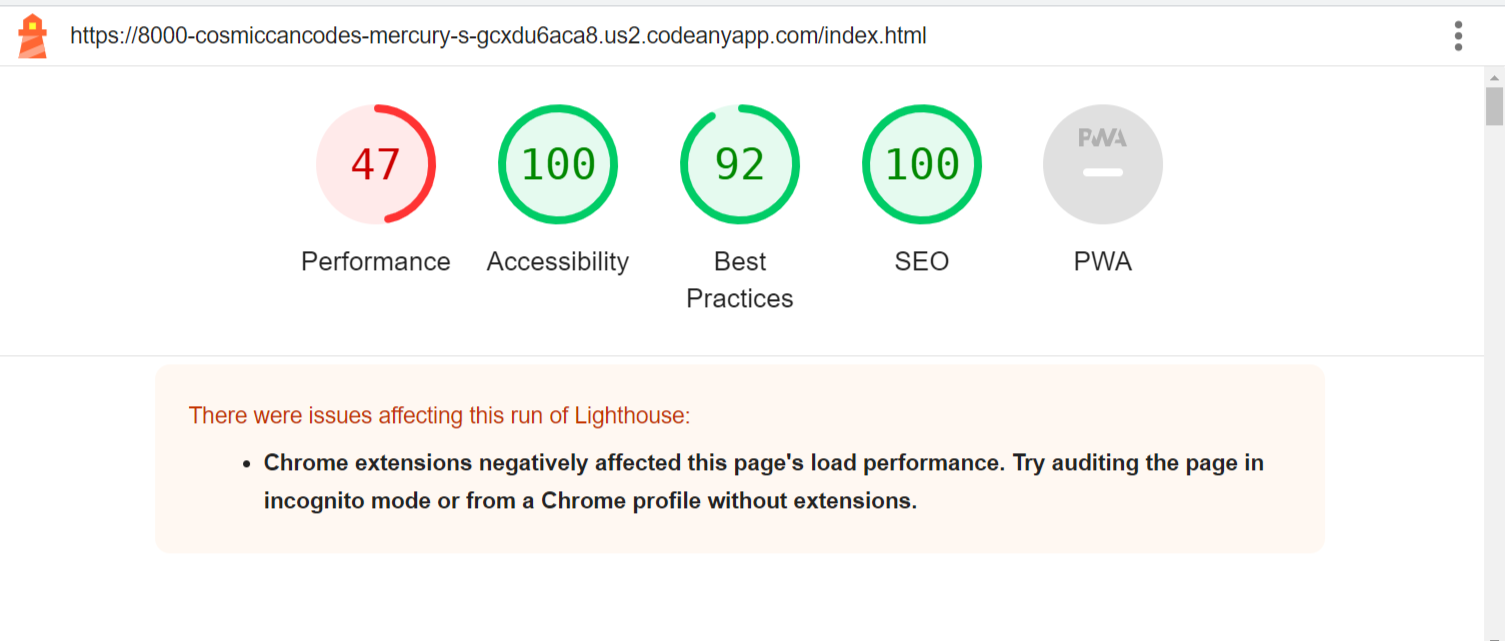 https://8000-cosmiccancodes-mercury-s-gcxdu6aca8.us2.codeanyapp.com/index.html
47
100
92
100
PWA
Performance
Accessibility
Best
Practices
SEO
PWA
There were issues affecting this run of Lighthouse:
• Chrome extensions negatively affected this page's load performance. Try auditing the page in
incognito mode or from a Chrome profile without extensions.